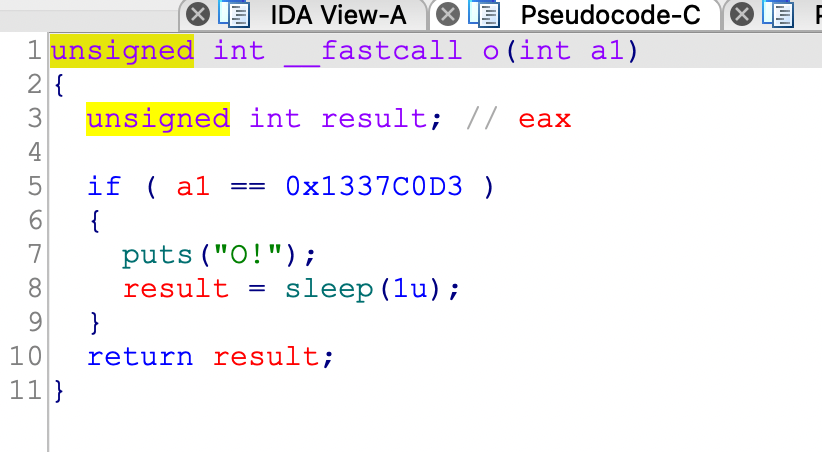 IDA View-A Pseudocode-C
1 unsigned int __fastcall o(int a1)
2 {
3 unsigned int result; // eax
4
5 if ( a1 == 0x1337C0D3 )
6 {
7 puts("O!");
8 result = sleep(1u);
9 }
10 return result;
11 }